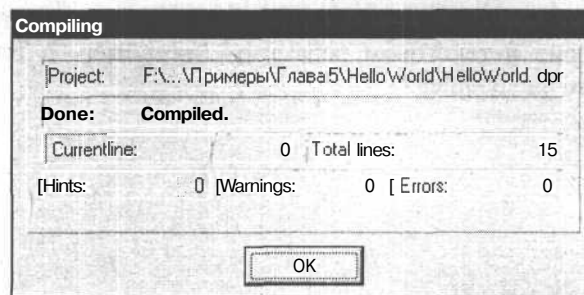 Compiling
Project: F:\...\Примеры\Глава 5\HelloWorld\HelloWorld. dpr
Done: Compiled.
Currentline: 0 Total lines: 15
[Hints: 0 [Warnings: 0 [ Errors: 0
OK